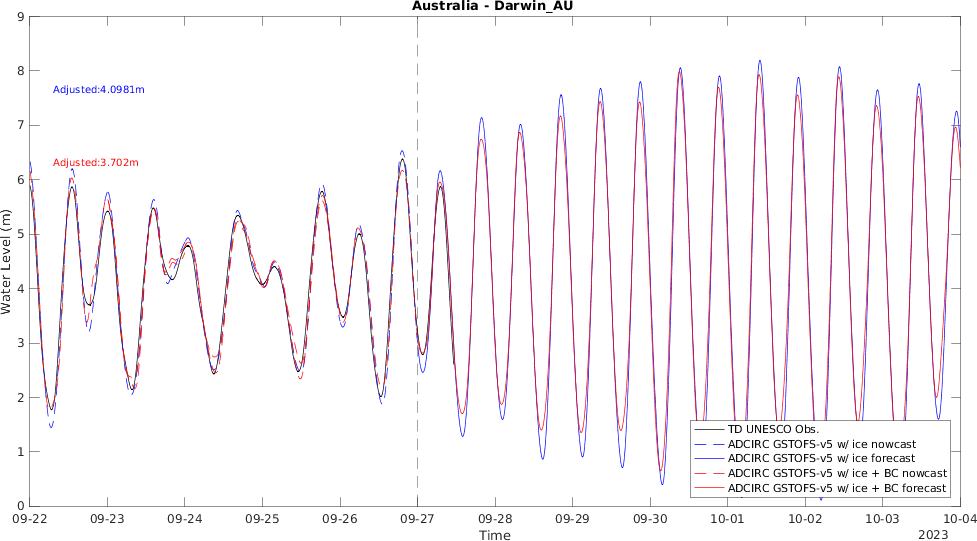 Australia - Darwin_AU
9
8
7
6
5
4
3
2
1
0
Water Level (m)
Adjusted:4.0981m
Adjusted:3.702m
TD UNESCO Obs.
ADCIRC GSTOFS-v5 w/ ice nowcast
ADCIRC GSTOFS-v5 w/ ice forecast
ADCIRC GSTOFS-v5 w/ ice + BC nowcast
ADCIRC GSTOFS-v5 w/ ice + BC forecast
09-22 09-23 09-24 09-25 09-26 09-27 09-28 09-29 09-30 10-01 10-02 10-03 10-04
Time
2023